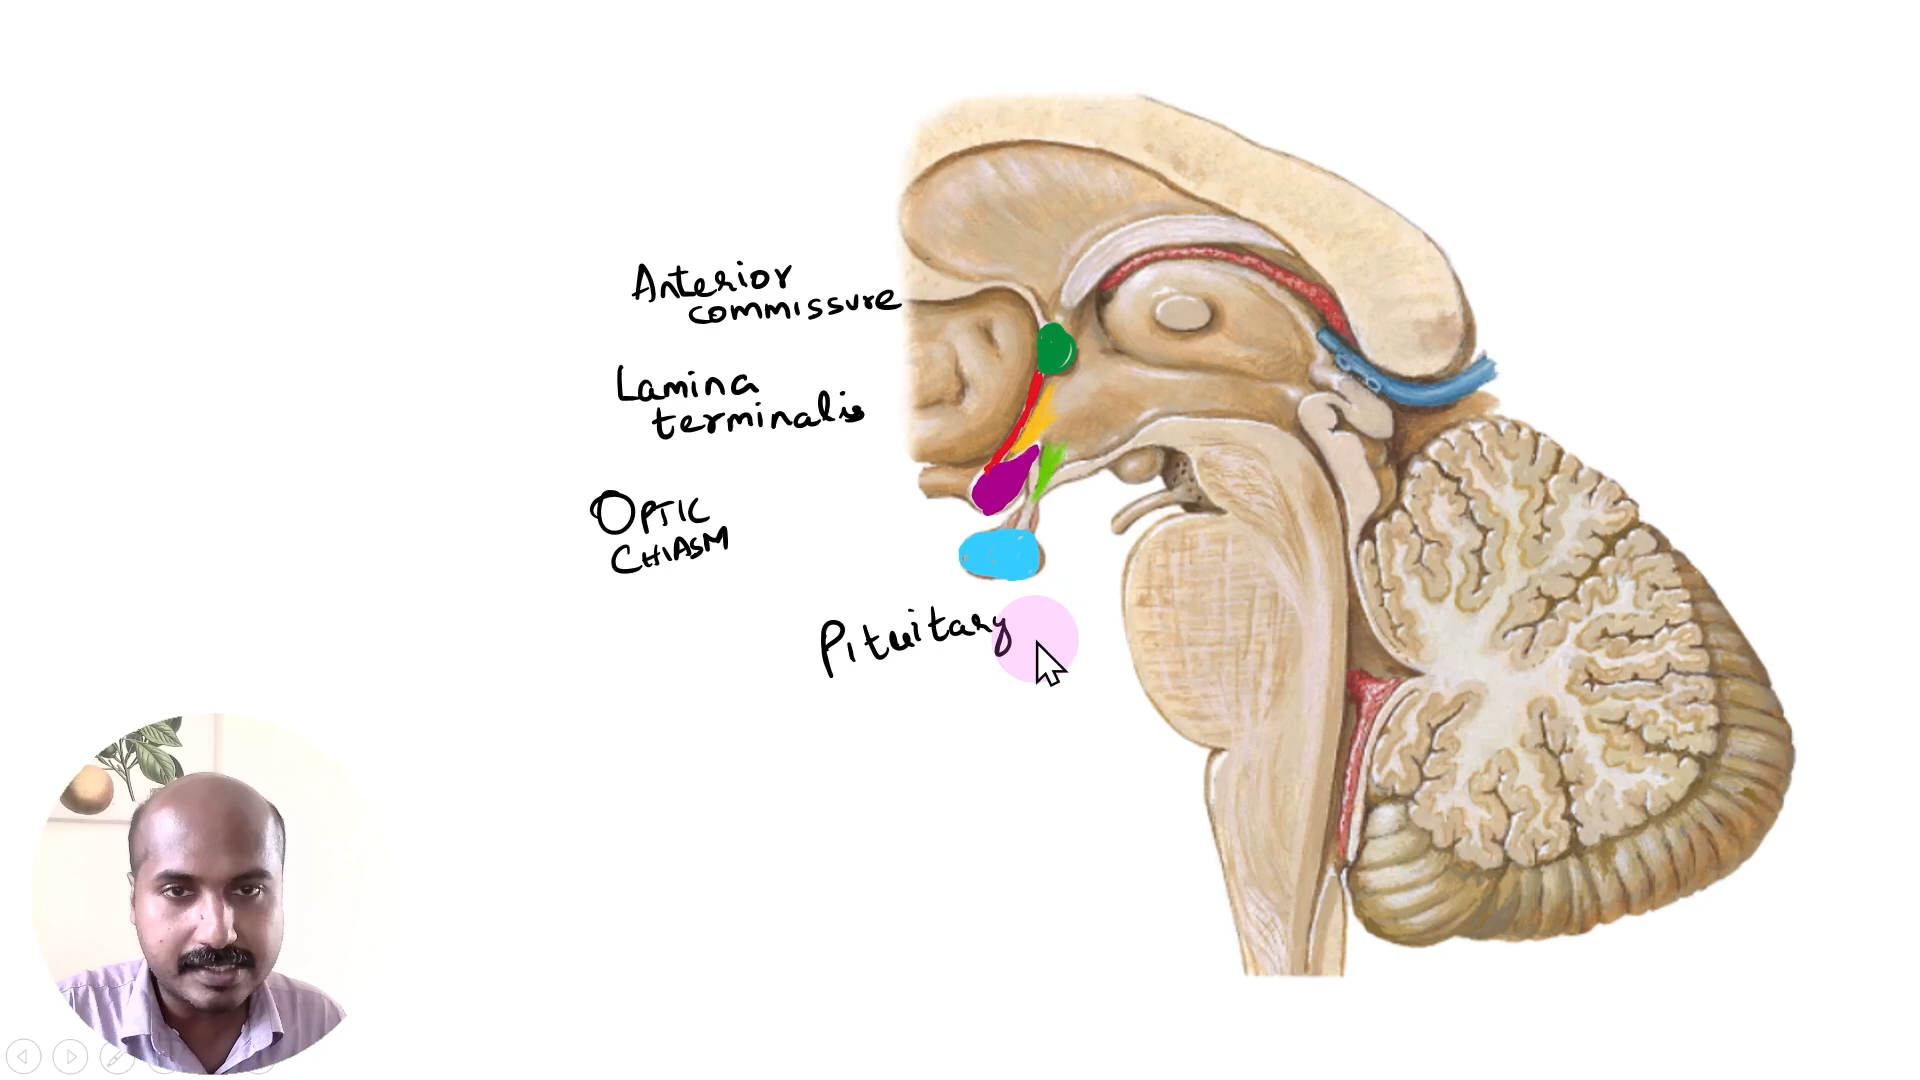 Anterior
commissure
Lamina
terminalis
Optic
chiasm
Pituitary